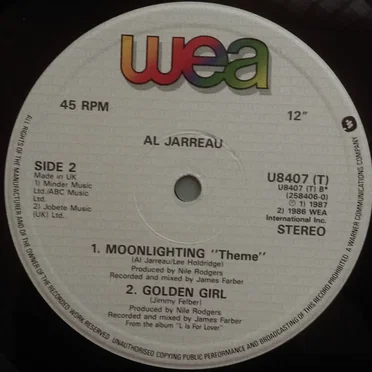 wea
45 RPM
12"
AL JARREAU
SIDE 2
Made in UK
1) Minder Music
Ltd./ABC Music
Ltd.
2) Jobete Music
(UK) Ltd.
U8407 (T)
U8407 (T) B*
(258406-0)
1) 1987
2) 1986 WEA
International Inc.
STEREO
1. MOONLIGHTING "Theme"
(Al Jarreau/Lee Holdridge)
Produced by Nile Rodgers
Recorded and mixed by James Farber
2. GOLDEN GIRL
(Jimmy Felber)
Produced by Nile Rodgers
Recorded and mixed by James Farber
From the album "L Is For Lover"
ALL RIGHTS OF THE MANUFACTURER AND OF THE OWNER OF THE RECORDED WORK RESERVED. UNAUTHORISED COPYING PUBLIC PERFORMANCE AND BROADCASTING OF THIS RECORD PROHIBITED. A WARNER COMMUNICATIONS COMPANY